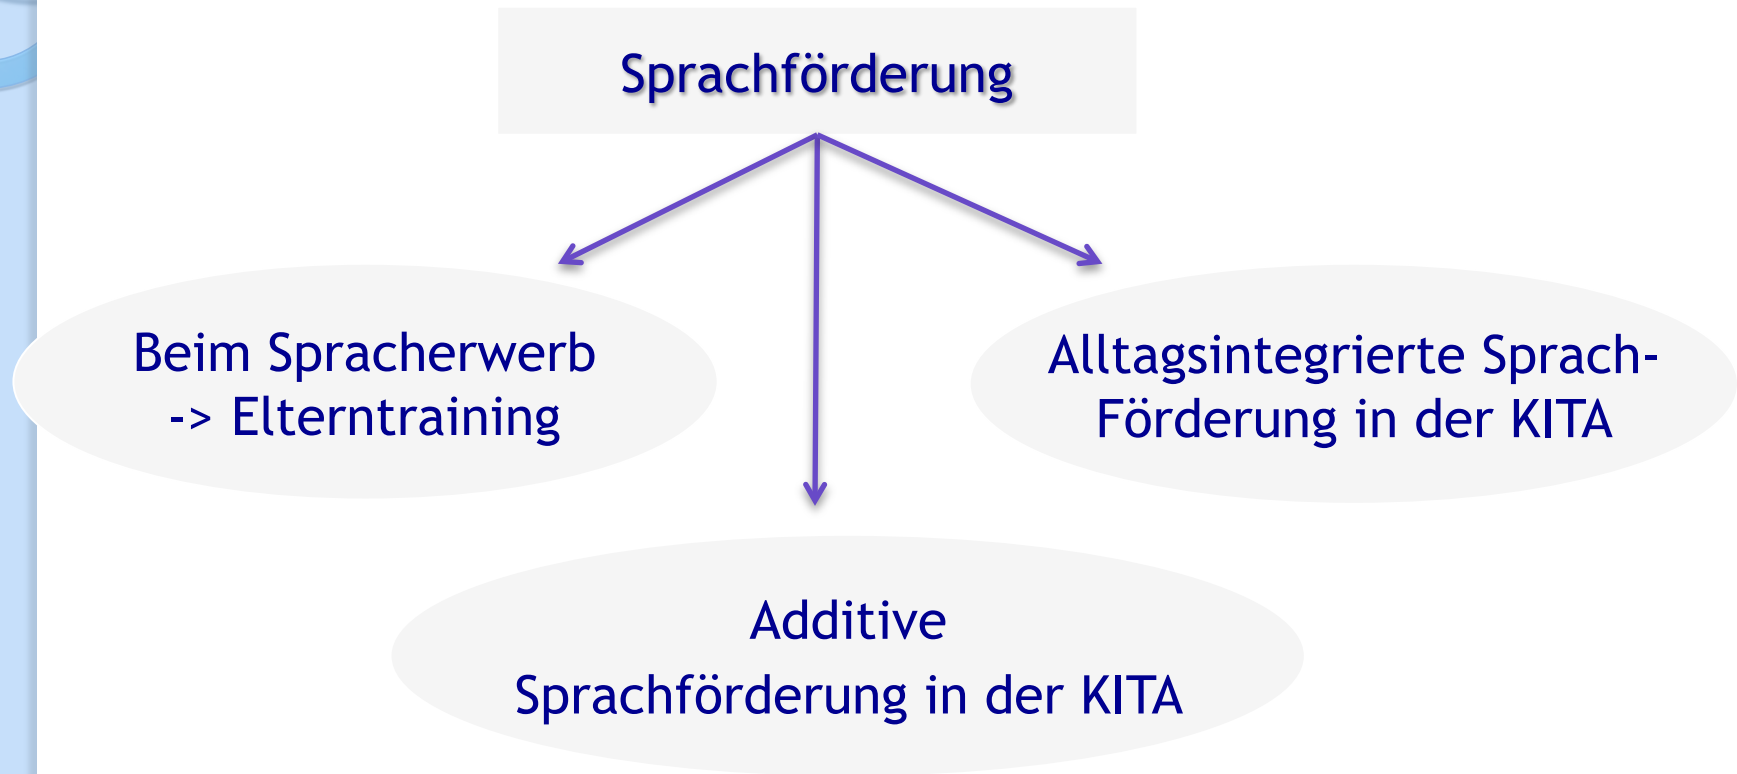 Sprachförderung
Beim Spracherwerb
-> Elterntraining
Alltagsintegrierte Sprach-
Förderung in der KITA
Additive
Sprachförderung in der KITA